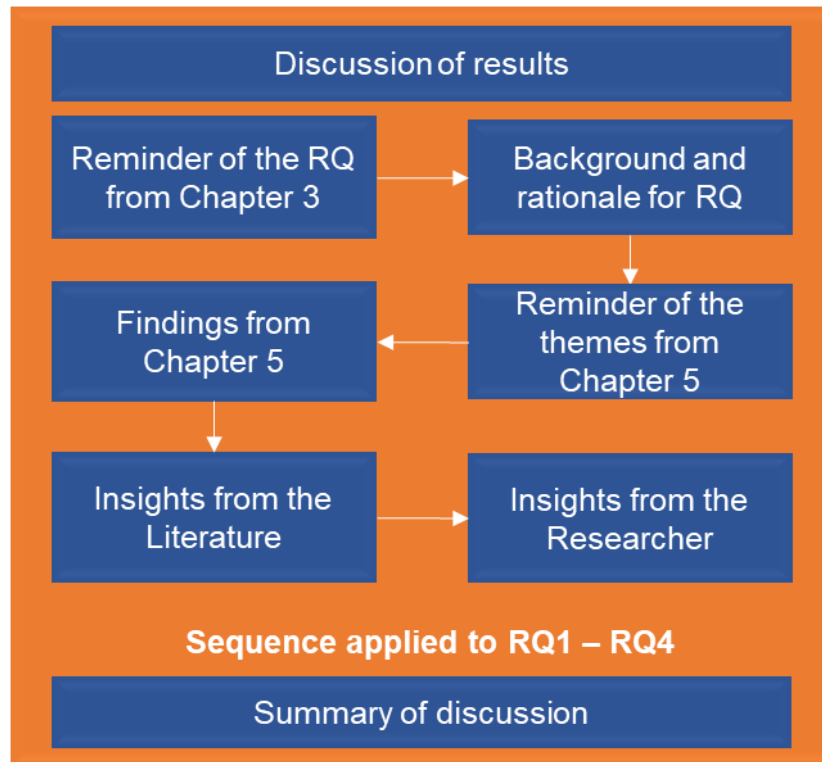 Discussion of results
Reminder of the RQ
from Chapter 3
Background and
rationale for RQ
Reminder of the
themes from
Chapter 5
Findings from
Chapter 5
Insights from the
Literature
Insights from the
Researcher
Sequence applied to RQ1 – RQ4
Summary of discussion